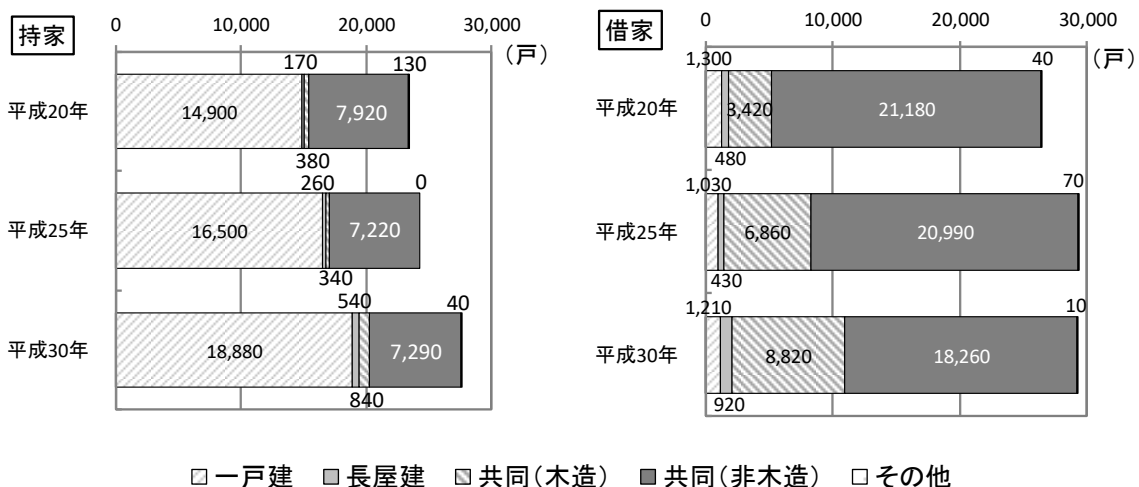 持家
0 10,000 20,000 30,000
(戸)
170 130
平成20年 14,900 7,920
380
260 0
平成25年 16,500 7,220
340
540 40
平成30年 18,880 7,290
840
借家
0 10,000 20,000 30,000
(戸)
1,300 40
平成20年 3,420 21,180
480
1,030 70
平成25年 6,860 20,990
430
1,210 10
平成30年 8,820 18,260
920
一戸建 長屋建 共同(木造) 共同(非木造) その他